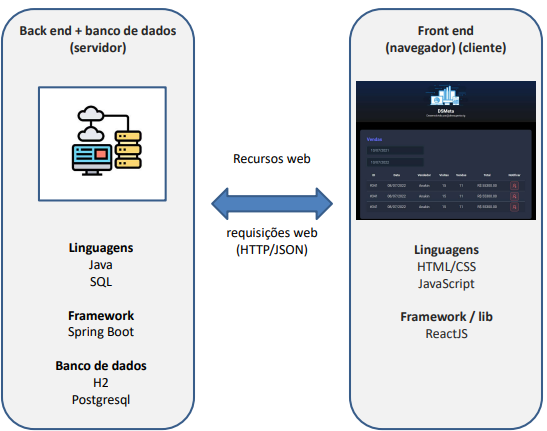 Back end + banco de dados
(servidor)
Linguagens
Java
SQL
Framework
Spring Boot
Banco de dados
H2
Postgresql
Recursos web
requisições web
(HTTP/JSON)
Front end
(navegador) (cliente)
DSMeta
Vendas
Linguagens
HTML/CSS
JavaScript
Framework / lib
ReactJS